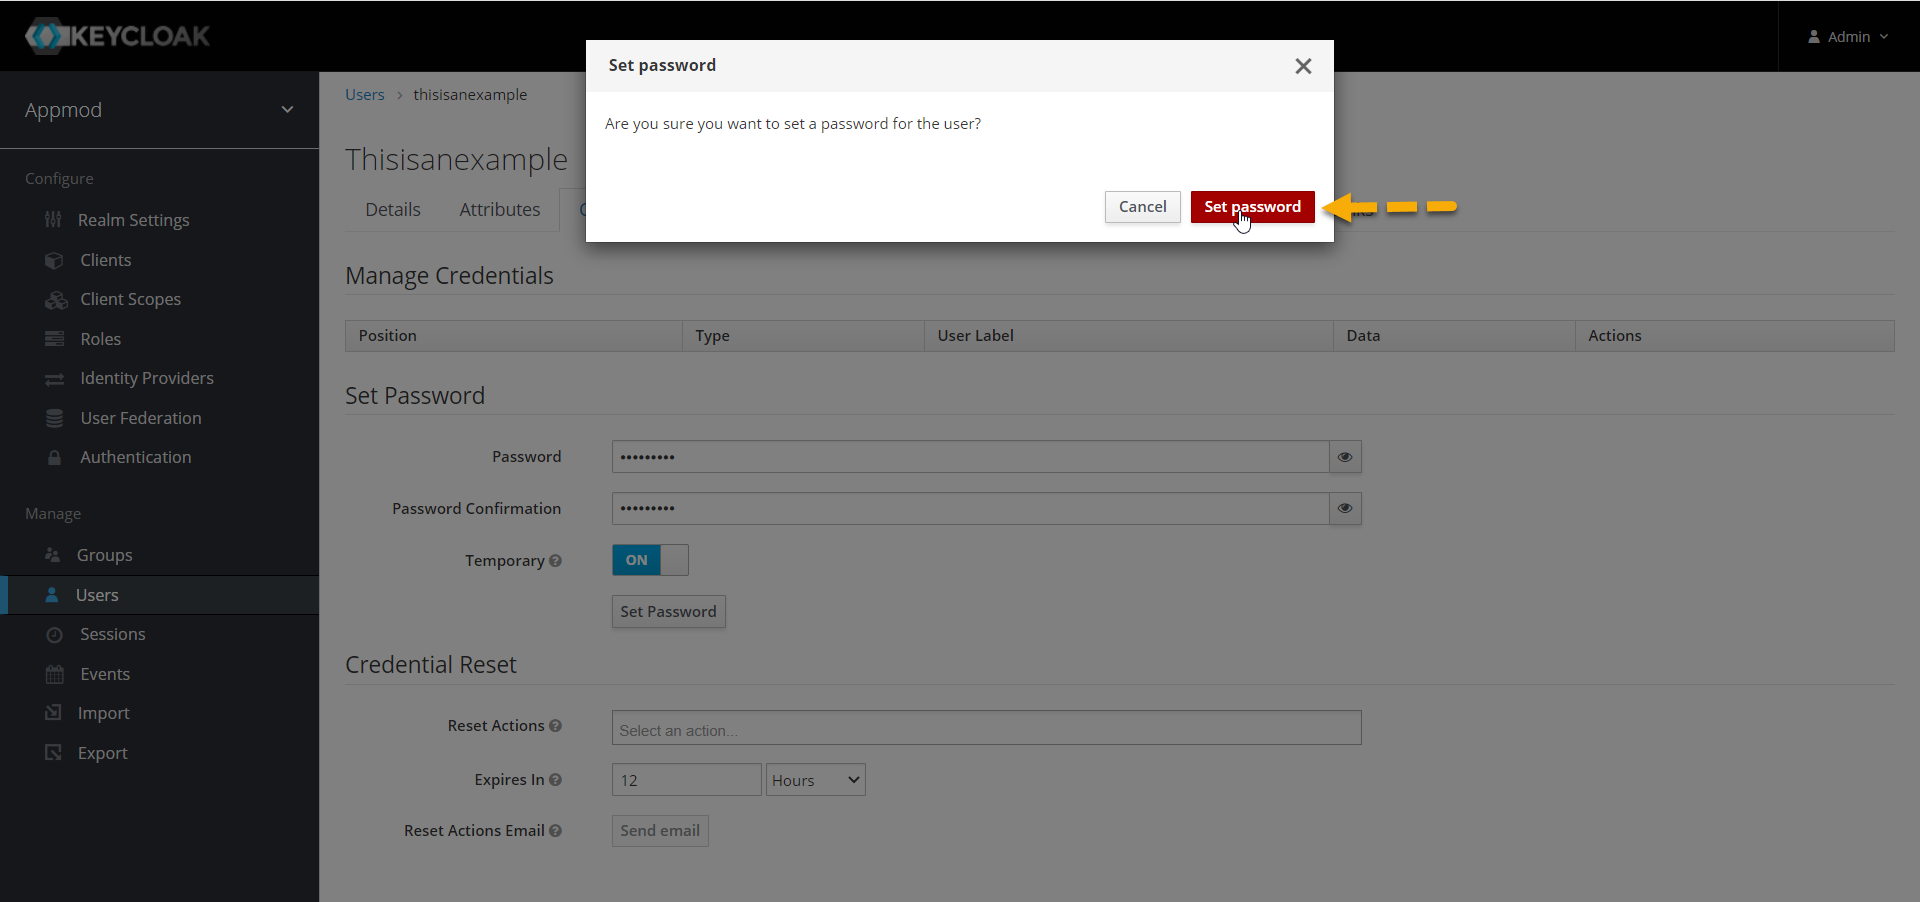 KEYCLOAK
Admin
Appmod
Configure
Realm Settings
Clients
Client Scopes
Roles
Identity Providers
User Federation
Authentication
Manage
Groups
Users
Sessions
Events
Import
Export
Users > thisisanexample
Thisisanexample
Details Attributes
Set password
Are you sure you want to set a password for the user?
Cancel Set password
Manage Credentials
Position Type User Label Data Actions
Set Password
Password •••••••••
Password Confirmation •••••••••
Temporary ON
Set Password
Credential Reset
Reset Actions Select an action...
Expires In 12 Hours
Reset Actions Email Send email